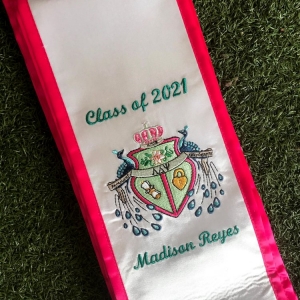 Class of 2021
Madison Reyes